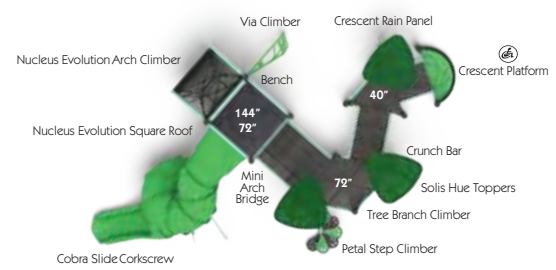 Via Climber
Crescent Rain Panel
Nucleus Evolution Arch Climber
Bench
Crescent Platform
40"
144"
72"
Nucleus Evolution Square Roof
Crunch Bar
Mini
Arch
Bridge
72"
Solis Hue Toppers
Tree Branch Climber
Petal Step Climber
Cobra Slide Corkscrew